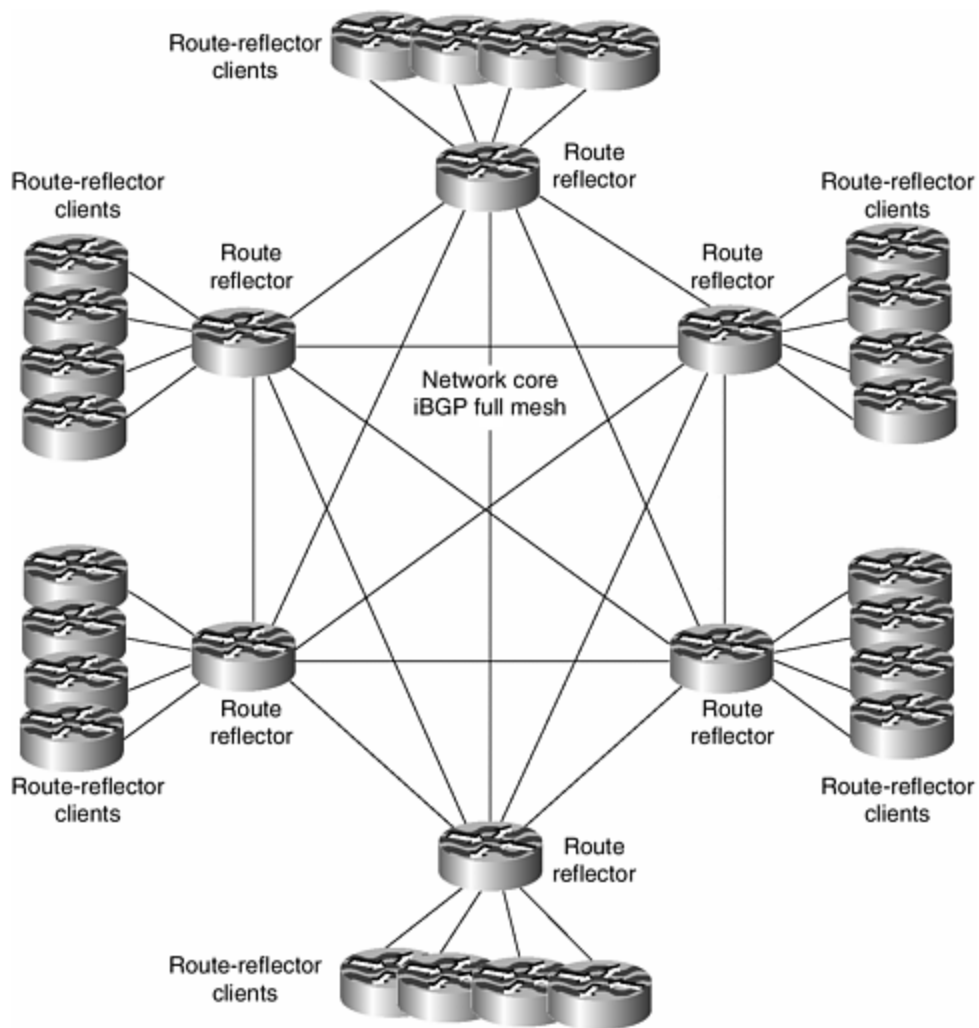 Route-reflector
clients
Route
reflector
Route-reflector
clients
Route
reflector
Route
reflector
Route-reflector
clients
Network core
iBGP full mesh
Route
reflector
Route
reflector
Route-reflector
clients
Route-reflector
clients
Route
reflector
Route-reflector
clients